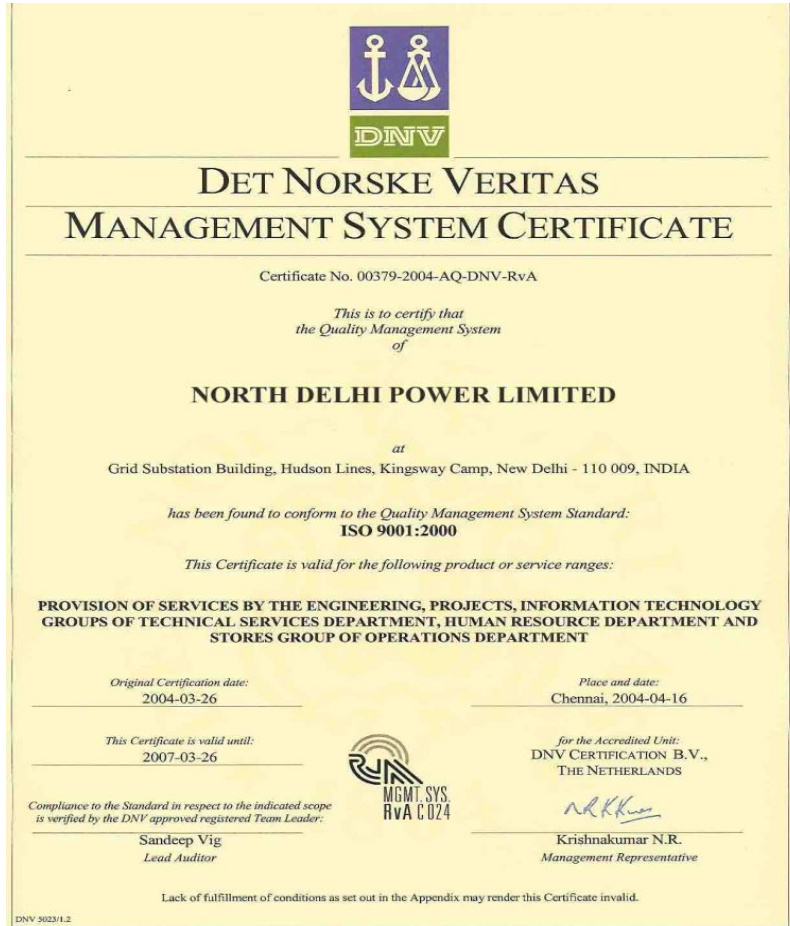 DNV
DET NORSKE VERITAS
MANAGEMENT SYSTEM CERTIFICATE
Certificate No. 00379-2004-AQ-DNV-RvA
This is to certify that
the Quality Management System
of
NORTH DELHI POWER LIMITED
at
Grid Substation Building, Hudson Lines, Kingsway Camp, New Delhi - 110 009, INDIA
has been found to conform to the Quality Management System Standard:
ISO 9001:2000
This Certificate is valid for the following product or service ranges:
PROVISION OF SERVICES BY THE ENGINEERING, PROJECTS, INFORMATION TECHNOLOGY
GROUPS OF TECHNICAL SERVICES DEPARTMENT, HUMAN RESOURCE DEPARTMENT AND
STORES GROUP OF OPERATIONS DEPARTMENT
Original Certification date:
2004-03-26
Place and date:
Chennai, 2004-04-16
This Certificate is valid until:
2007-03-26
for the Accredited Unit:
DNV CERTIFICATION B.V.,
THE NETHERLANDS
RvA
MGMT. SYS.
RvA C 024
Compliance to the Standard in respect to the indicated scope
is verified by the DNV approved registered Team Leader:
Sandeep Vig
Lead Auditor
Krishnakumar N.R.
Management Representative
Lack of fulfillment of conditions as set out in the Appendix may render this Certificate invalid.
DNV 5023/1.2